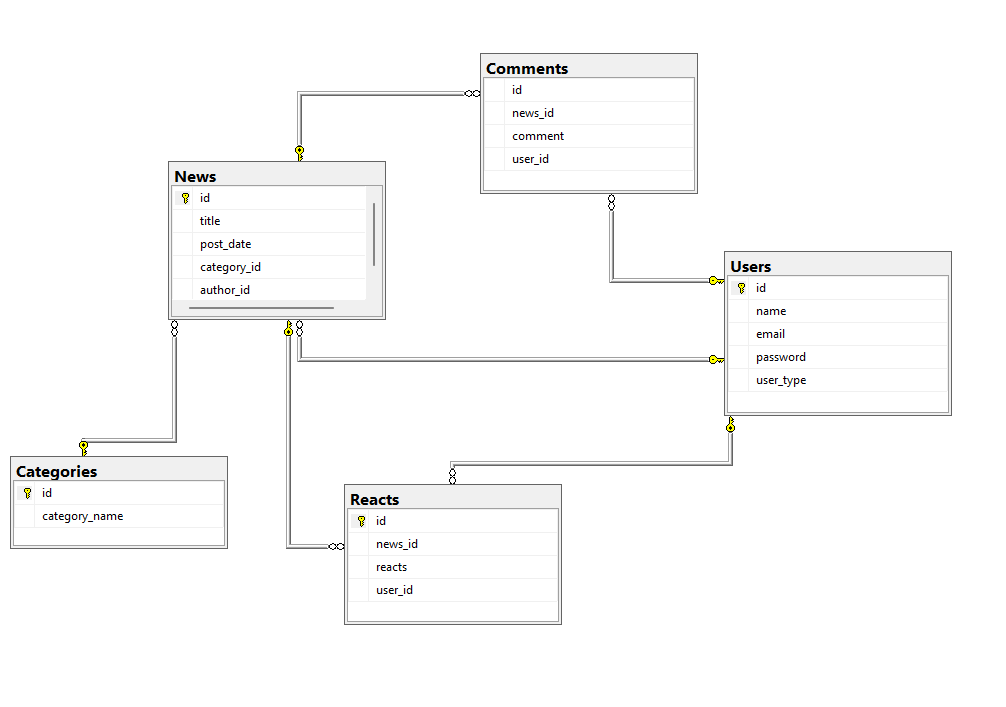 Comments
id
news_id
comment
user_id
News
id
title
post_date
category_id
author_id
Users
id
name
email
password
user_type
Categories
id
category_name
Reacts
id
news_id
reacts
user_id